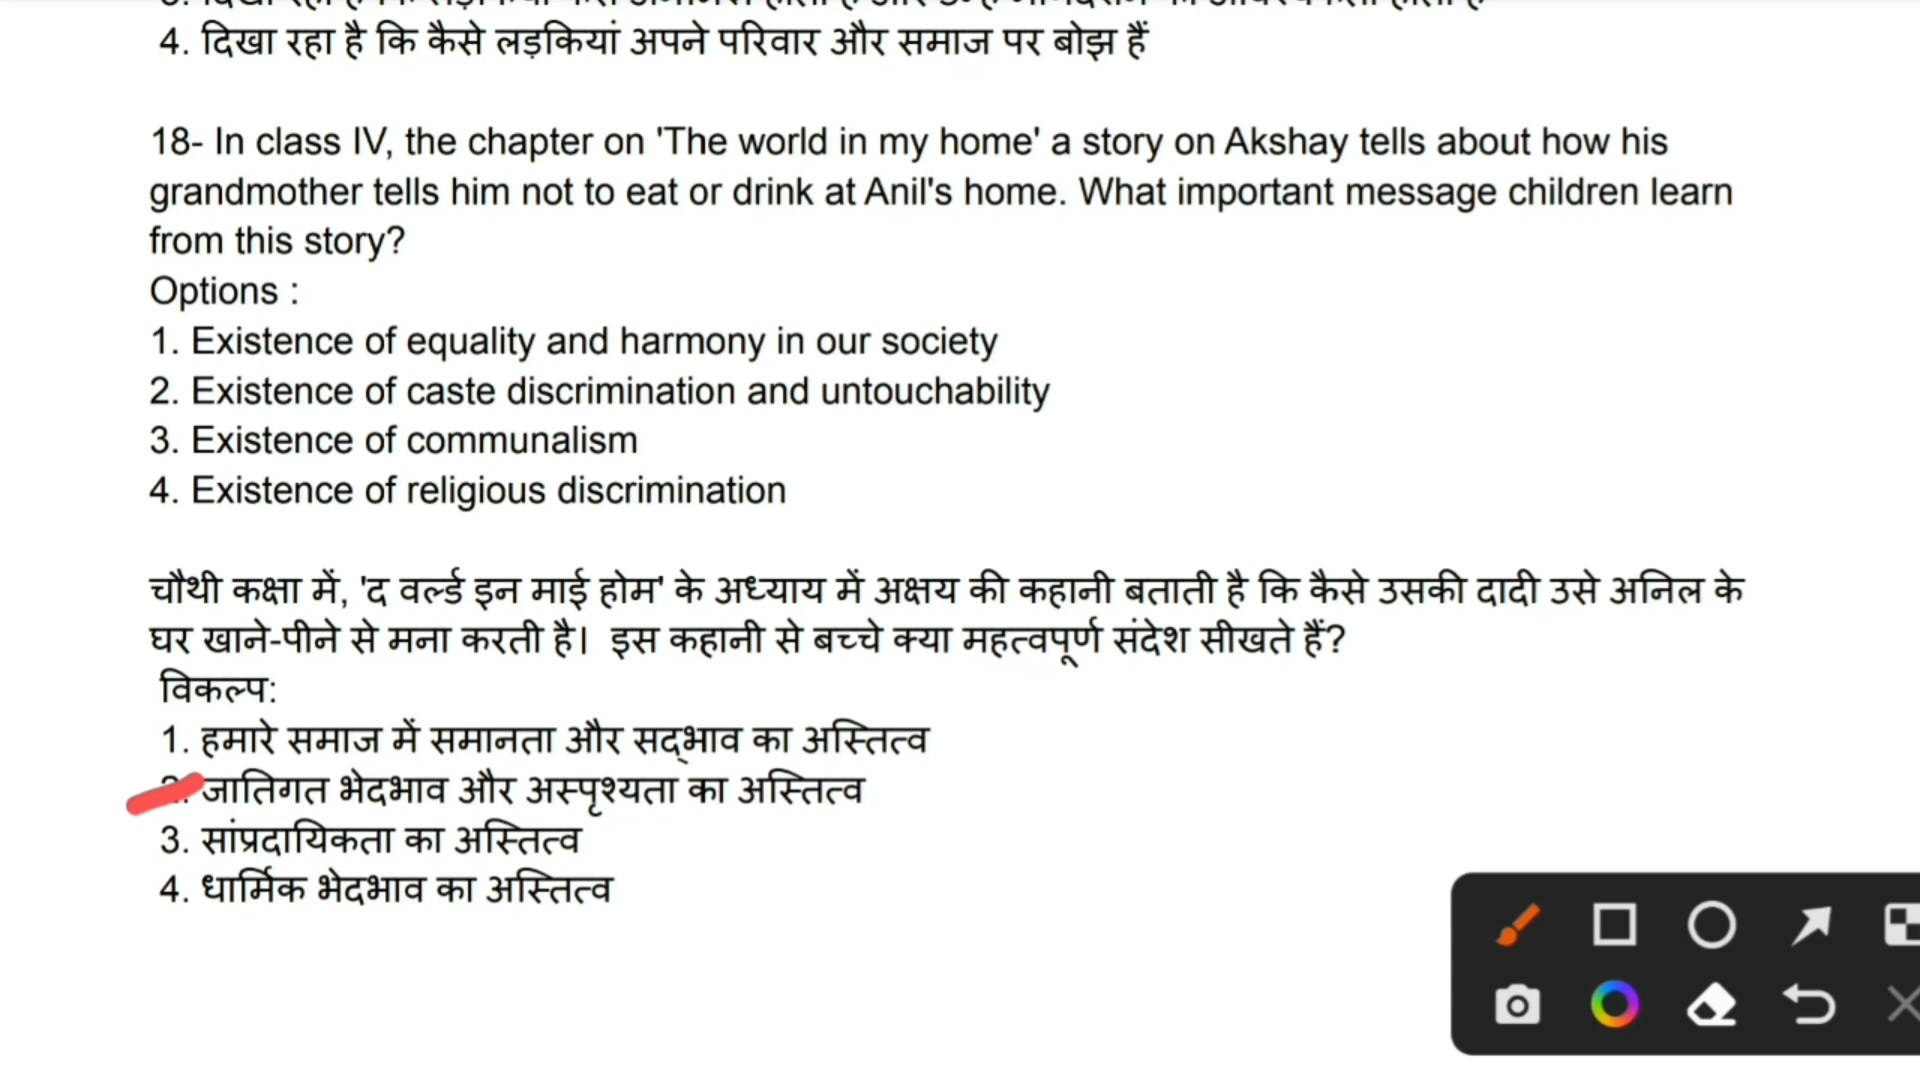 4. दिखा रहा है कि कैसे लड़कियां अपने परिवार और समाज पर बोझ हैं
18- In class IV, the chapter on 'The world in my home' a story on Akshay tells about how his
grandmother tells him not to eat or drink at Anil's home. What important message children learn
from this story?
Options :
1. Existence of equality and harmony in our society
2. Existence of caste discrimination and untouchability
3. Existence of communalism
4. Existence of religious discrimination
चौथी कक्षा में, 'द वर्ल्ड इन माई होम' के अध्याय में अक्षय की कहानी बताती है कि कैसे उसकी दादी उसे अनिल के
घर खाने-पीने से मना करती है। इस कहानी से बच्चे क्या महत्वपूर्ण संदेश सीखते हैं?
विकल्प:
1. हमारे समाज में समानता और सद्भाव का अस्तित्व
2. जातिगत भेदभाव और अस्पृश्यता का अस्तित्व
3. सांप्रदायिकता का अस्तित्व
4. धार्मिक भेदभाव का अस्तित्व